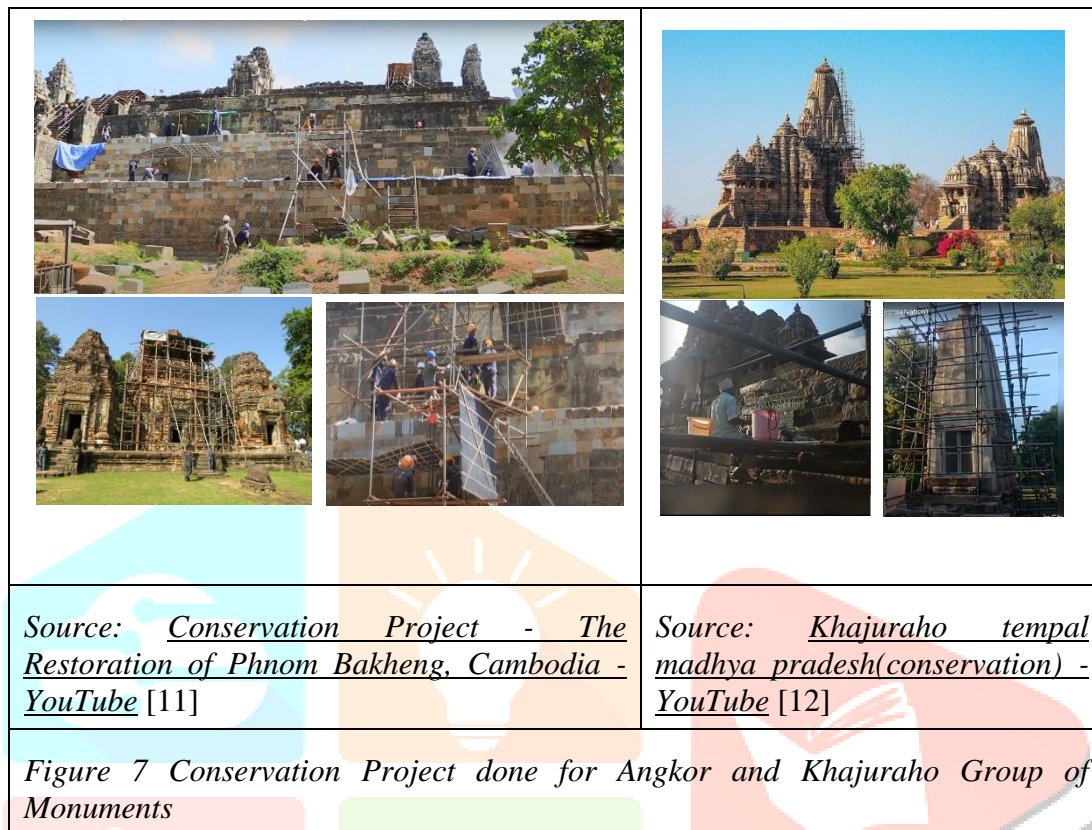 conservation)
Source: Conservation Project - The
Restoration of Phnom Bakheng, Cambodia -
YouTube [11]
Source: Khajuraho tempal
madhya pradesh(conservation) -
YouTube [12]
Figure 7 Conservation Project done for Angkor and Khajuraho Group of
Monuments